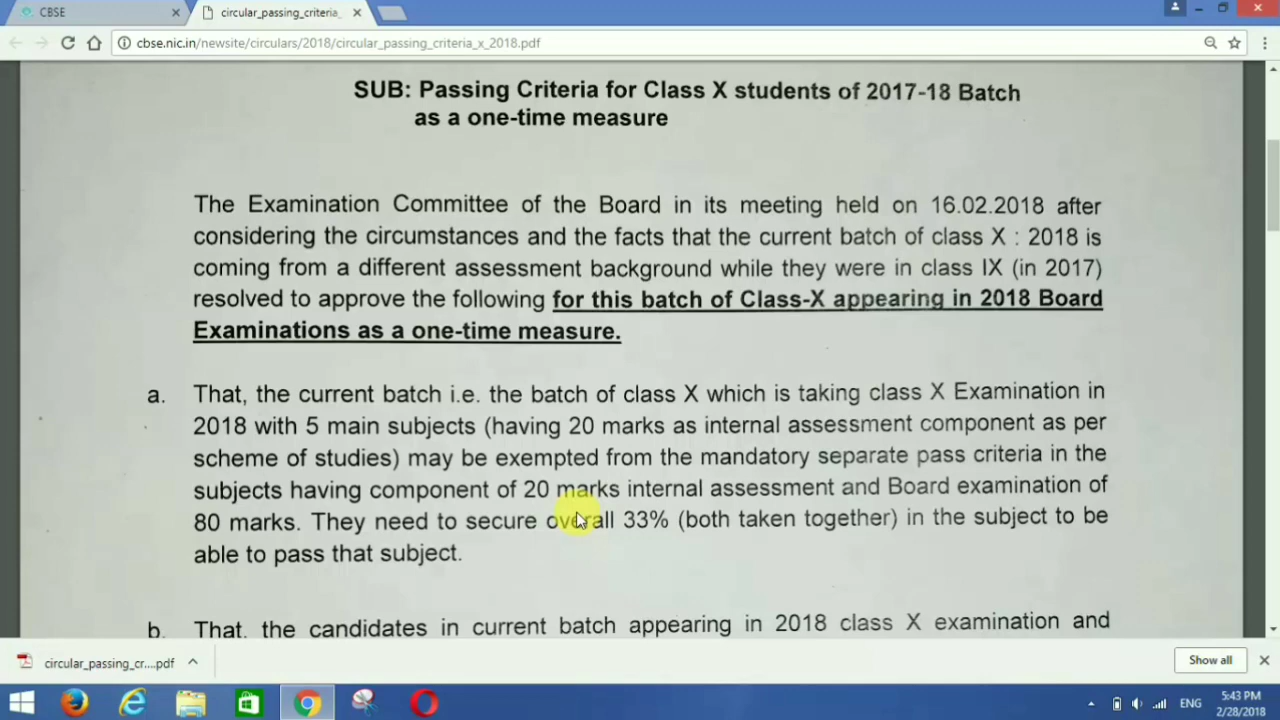 CBSE
circular_passing_criteria_
cbse.nic.in/newsite/circulars/2018/circular_passing_criteria_x_2018.pdf
SUB: Passing Criteria for Class X students of 2017-18 Batch
as a one-time measure
The Examination Committee of the Board in its meeting held on 16.02.2018 after
considering the circumstances and the facts that the current batch of class X : 2018 is
coming from a different assessment background while they were in class IX (in 2017)
resolved to approve the following for this batch of Class-X appearing in 2018 Board
Examinations as a one-time measure.
a. That, the current batch i.e. the batch of class X which is taking class X Examination in
2018 with 5 main subjects (having 20 marks as internal assessment component as per
scheme of studies) may be exempted from the mandatory separate pass criteria in the
subjects having component of 20 marks internal assessment and Board examination of
80 marks. They need to secure overall 33% (both taken together) in the subject to be
able to pass that subject.
b. That, the candidates in current batch appearing in 2018 class X examination and
circular_passing_cr....pdf
Show all
ENG
5:43 PM
2/28/2018